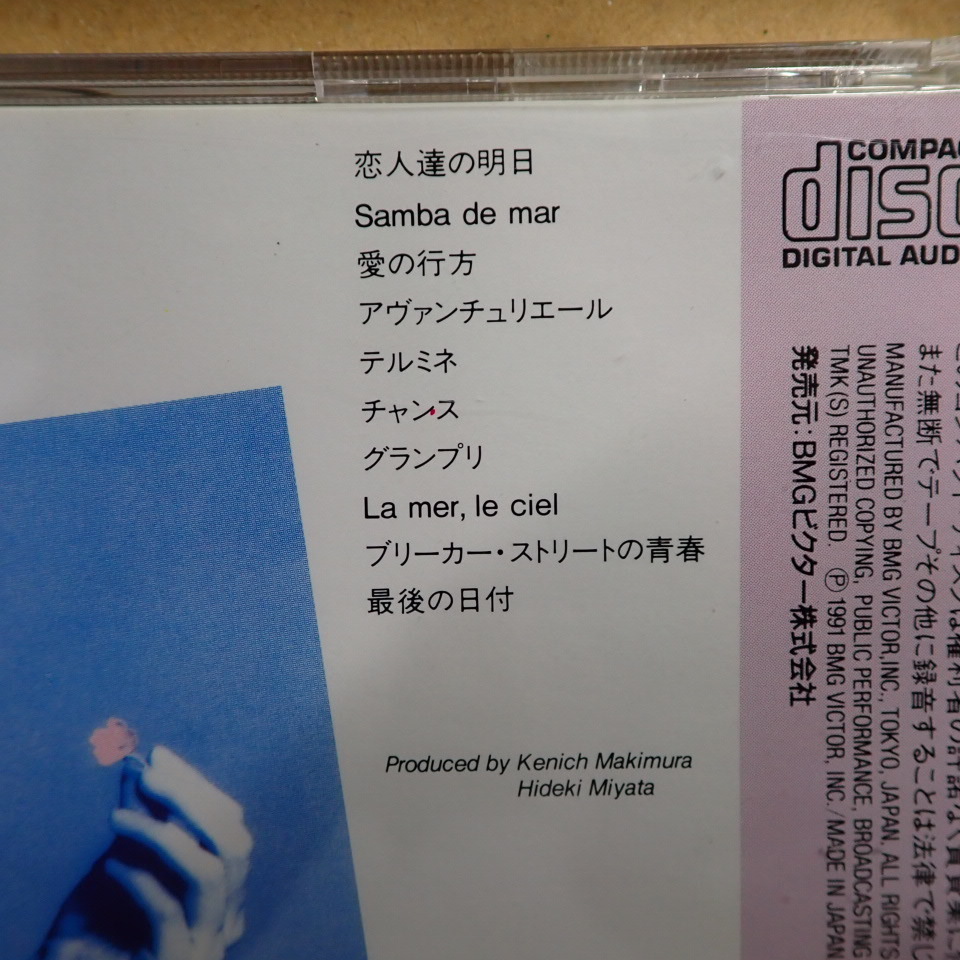 恋人達の明日
Samba de mar
愛の行方
アヴァンチュリエール
テルミネ
チャンス
グランプリ
La mer, le ciel
ブリーカー・ストリートの青春
最後の日付
Produced by Kenich Makimura
Hideki Miyata
COMPAC
disc
DIGITAL AUD
また無断でテープその他に録音することは法律で禁じ
MANUFACTURED BY BMG VICTOR, INC., TOKYO, JAPAN. ALL RIGHTS
UNAUTHORIZED COPYING, PUBLIC PERFORMANCE, BROADCASTING
TMK(S) REGISTERED. Ⓟ 1991 BMG VICTOR, INC./MADE IN JAPAN
発売元：BMGビクター株式会社